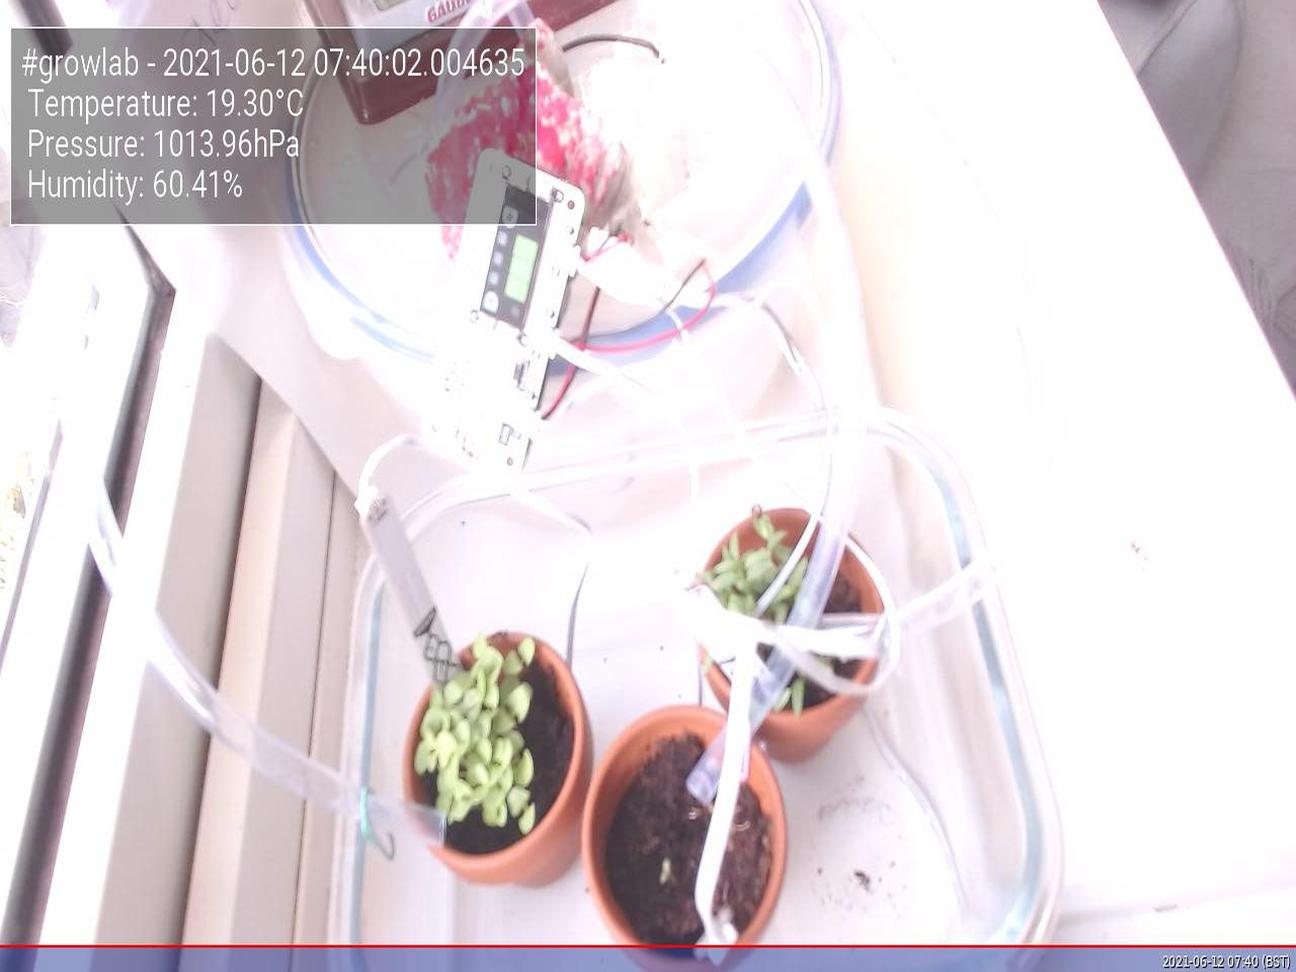 #growlab - 2021-06-12 07:40:02.004635
Temperature: 19.30°C
Pressure: 1013.96hPa
Humidity: 60.41%
2021-06-12 07:40 (BST)